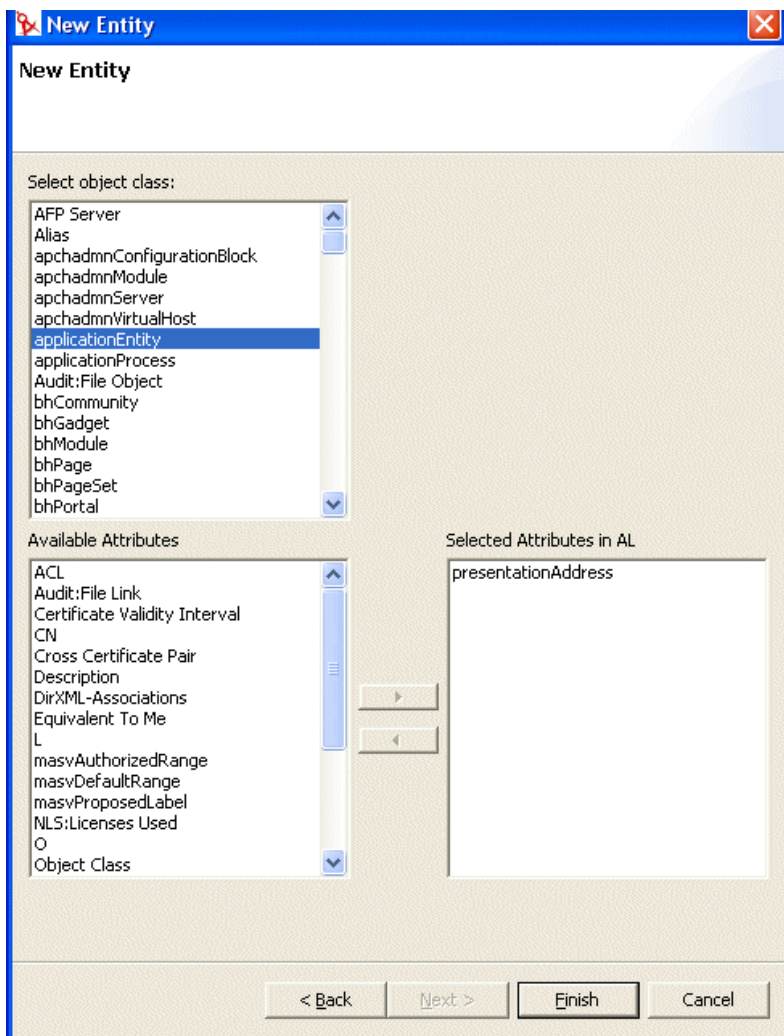 New Entity
New Entity
Select object class:
AFP Server
Alias
apchadmnConfigurationBlock
apchadmnModule
apchadmnServer
apchadmnVirtualHost
applicationEntity
applicationProcess
Audit:File Object
bhCommunity
bhGadget
bhModule
bhPage
bhPageSet
bhPortal
Available Attributes
ACL
Audit:File Link
Certificate Validity Interval
CN
Cross Certificate Pair
Description
DirXML-Associations
Equivalent To Me
L
masvAuthorizedRange
masvDefaultRange
masvProposedLabel
NLS:Licenses Used
O
Object Class
Selected Attributes in AL
presentationAddress
< Back Next > Finish Cancel